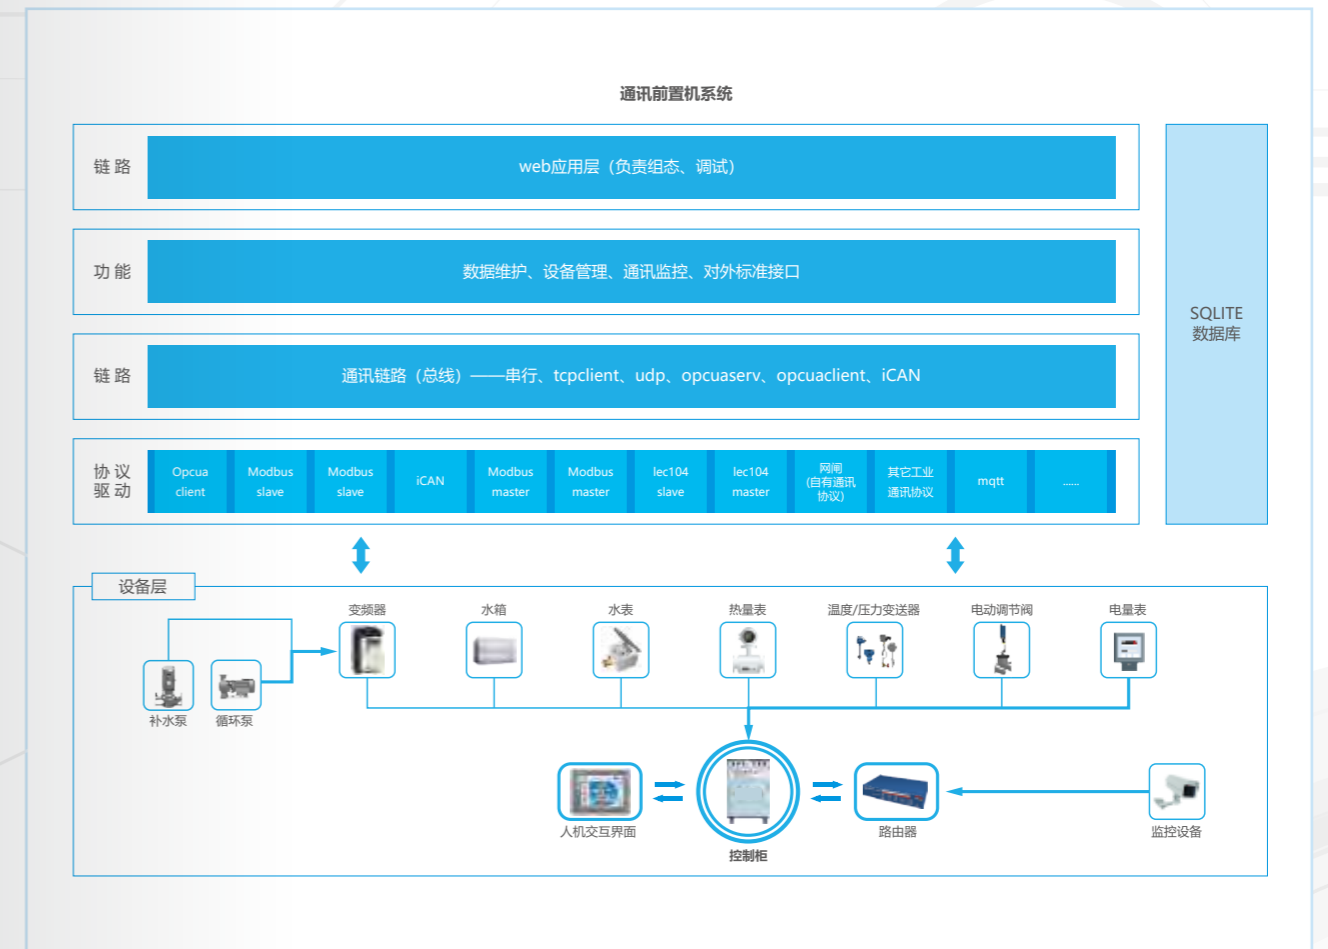 通讯前置机系统
链 路
web应用层（负责组态、调试）
功 能
数据维护、设备管理、通讯监控、对外标准接口
链 路
通讯链路（总线）——串行、tcpclient、udp、opcuaserv、opcuaclient、iCAN
SQLITE
数据库
协 议
驱 动
Opcua
client
Modbus
slave
Modbus
slave
iCAN
Modbus
master
Modbus
master
lec104
slave
lec104
master
网闸
(自有通讯
协议)
其它工业
通讯协议
mqtt
......
设备层
变频器
水箱
水表
热量表
温度/压力变送器
电动调节阀
电量表
补水泵
循环泵
人机交互界面
控制柜
路由器
监控设备